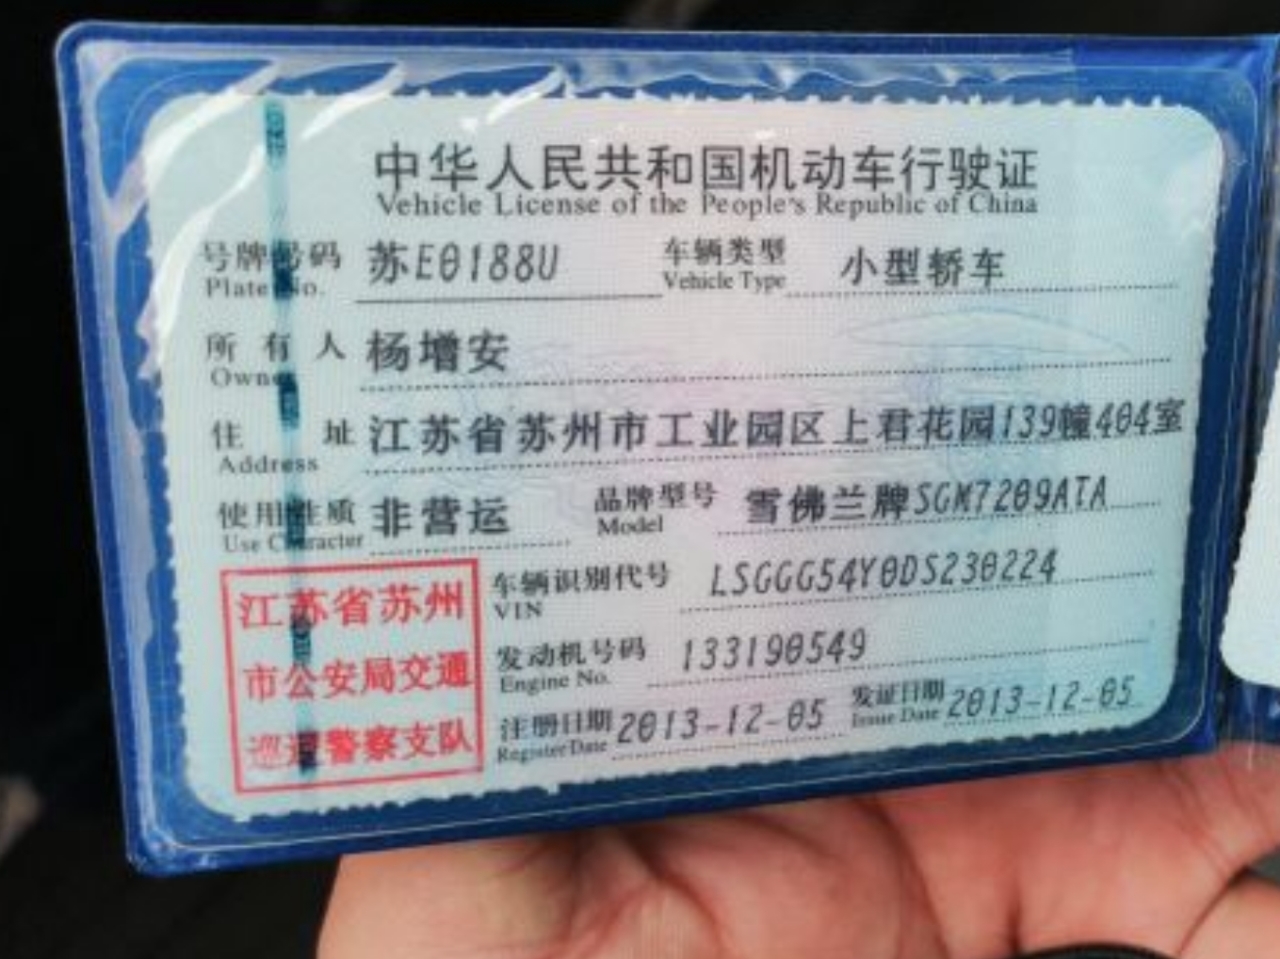 中华人民共和国机动车行驶证
Vehicle License of the People's Republic of China
号牌号码 苏E0188U 车辆类型 小型轿车
Plate No. Vehicle Type
所有人 杨增安
Owner
住址 江苏省苏州市工业园区上君花园139幢404室
Address
使用性质 非营运 品牌型号 雪佛兰牌SGM7209ATA
Use Character Model
江苏省苏州
市公安局交通
巡逻警察支队
车辆识别代号 LSGGG54Y0DS230224
VIN
发动机号码 133190549
Engine No.
注册日期 2013-12-05 发证日期 2013-12-05
Register Date Issue Date